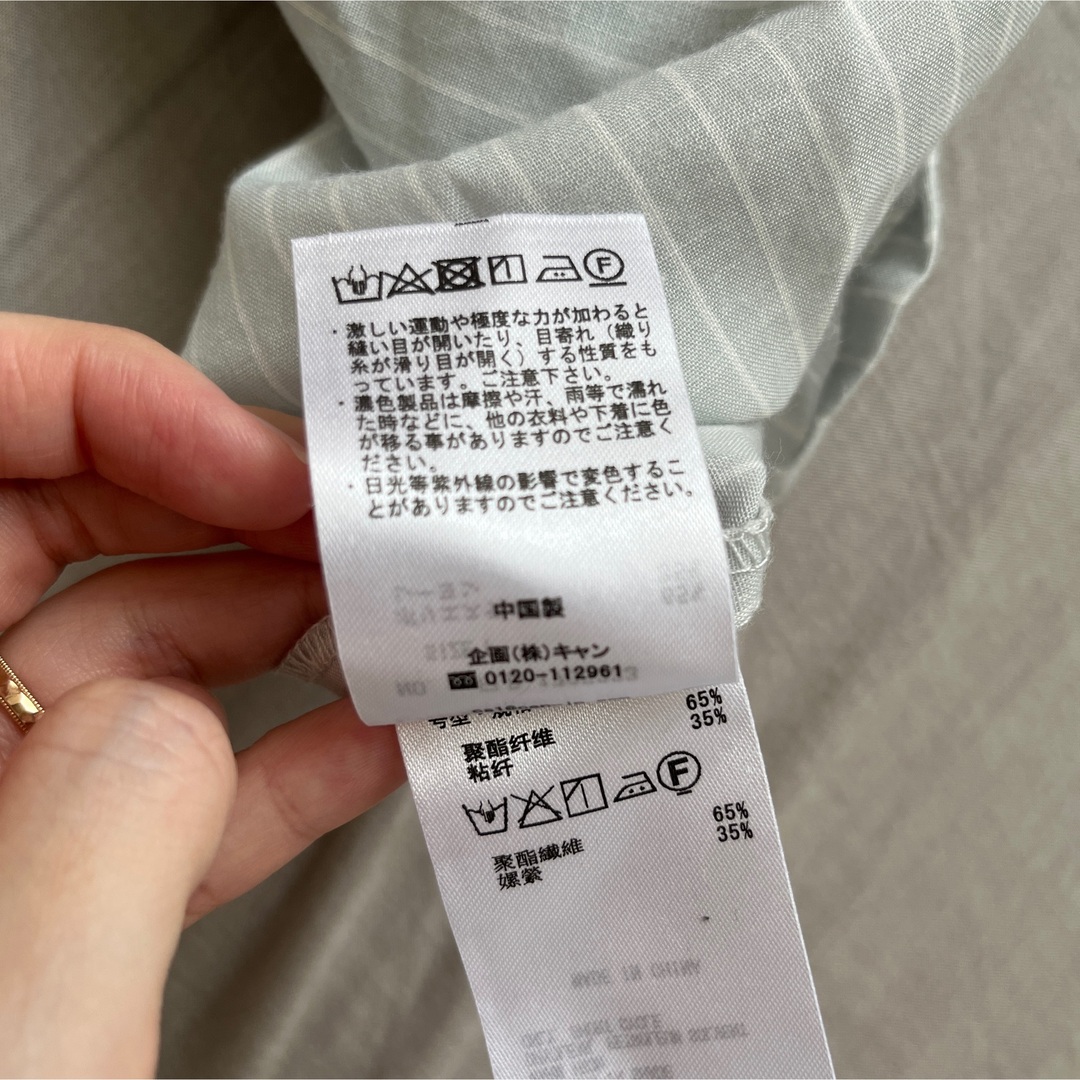 F
・激しい運動や極度な力が加わると
縫い目が開いたり、目寄れ（織り
糸が滑り目が開く）する性質をも
っています。ご注意下さい。
・濃色製品は摩擦や汗、雨等で濡れ
た時などに、他の衣料や下着に色
が移る事がありますのでご注意く
ださい。
・日光等紫外線の影響で変色するこ
とがありますのでご注意ください。
中国製
企画(株)キャン
0120-112961
号型
65%
聚酯纤维 35%
粘纤
F
65%
聚酯纖維 35%
嫘縈
MADE IN CHINA